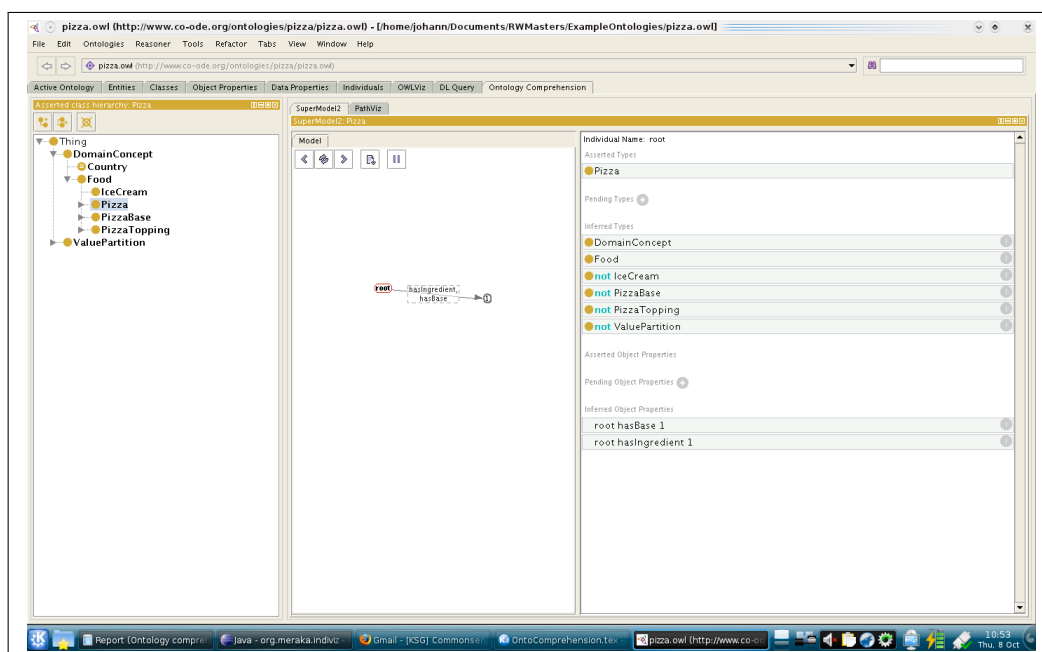 pizza.owl (http://www.co-ode.org/ontologies/pizza/pizza.owl) - [/home/johann/Documents/RWMasters/ExampleOntologies/pizza.owl]
File Edit Ontologies Reasoner Tools Refactor Tabs View Window Help
pizza.owl (http://www.co-ode.org/ontologies/pizza/pizza.owl)
Active Ontology Entities Classes Object Properties Data Properties Individuals OWLViz DL Query Ontology Comprehension
Asserted class hierarchy: Pizza
Thing
DomainConcept
Country
Food
IceCream
Pizza
PizzaBase
PizzaTopping
ValuePartition
SuperModel2 PathViz
SuperModel2: Pizza
Model
root
hasIngredient,
hasBase
1
Individual Name: root
Asserted Types
Pizza
Pending Types
Inferred Types
DomainConcept
Food
not IceCream
not PizzaBase
not PizzaTopping
not ValuePartition
Asserted Object Properties
Pending Object Properties
Inferred Object Properties
root hasBase 1
root hasIngredient 1
Report (Ontology compre
Java - org.meraka.indiviz -
Gmail - [KSG] Commonsen
OntoComprehension.tex
pizza.owl (http://www.co-od
10:53
Thu, 8 Oct